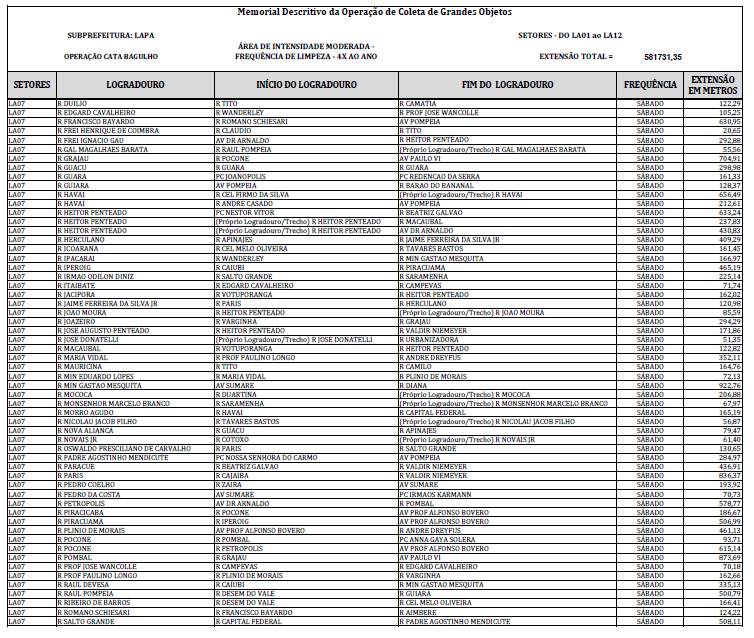 Memorial Descritivo da Operação de Coleta de Grandes Objetos
SUBPREFEITURA: LAPA
SETORES - DO LA01 ao LA12
ÁREA DE INTENSIDADE MODERADA -
OPERAÇÃO CATA BAGULHO
FREQUÊNCIA DE LIMPEZA - 4X AO ANO
EXTENSÃO TOTAL = 581731,35
SETORES LOGRADOURO INÍCIO DO LOGRADOURO FIM DO LOGRADOURO FREQUÊNCIA EXTENSÃO EM METROS
LA07 R DUILIO R TITO R CAMATIA SÁBADO 122,29
LA07 R EDGARD CAVALHEIRO R WANDERLEY R PROF JOSE WANCOLLE SÁBADO 105,25
LA07 R FRANCISCO BAYARDO R ROMANO SCHIESARI AV POMPEIA SÁBADO 630,95
LA07 R FREI HENRIQUE DE COIMBRA R CLAUDIO R TITO SÁBADO 20,65
LA07 R FREI IGNACIO GAU AV DR ARNALDO R HEITOR PENTEADO SÁBADO 292,88
LA07 R GAL MAGALHAES BARATA R RAUL POMPEIA (Próprio Logradouro/Trecho) R GAL MAGALHAES BARATA SÁBADO 55,56
LA07 R GRAJAU R POCONE AV PAULO VI SÁBADO 704,91
LA07 R GUACU R GUARA R GUARA SÁBADO 298,98
LA07 R GUARA PC JOANOPOLIS PC REDENCAO DA SERRA SÁBADO 161,33
LA07 R GUIARA AV POMPEIA R BARAO DO BANANAL SÁBADO 128,37
LA07 R HAVAI R CEL FIRMO DA SILVA (Próprio Logradouro/Trecho) R HAVAI SÁBADO 656,49
LA07 R HAVAI R ANDRE CASADO AV POMPEIA SÁBADO 212,61
LA07 R HEITOR PENTEADO PC NESTOR VITOR R BEATRIZ GALVAO SÁBADO 633,24
LA07 R HEITOR PENTEADO (Próprio Logradouro/Trecho) R HEITOR PENTEADO R MACAUBAL SÁBADO 237,83
LA07 R HEITOR PENTEADO (Próprio Logradouro/Trecho) R HEITOR PENTEADO AV DR ARNALDO SÁBADO 430,83
LA07 R HERCULANO R APINAJES R JAIME FERREIRA DA SILVA JR SÁBADO 409,29
LA07 R ICOARANA R CEL MELO OLIVEIRA R TAVARES BASTOS SÁBADO 161,45
LA07 R IPACARAI R WANDERLEY R MIN GASTAO MESQUITA SÁBADO 166,97
LA07 R IPEROIG R CAIUBI R PIRACUAMA SÁBADO 465,19
LA07 R IRMAO ODILON DINIZ R SALTO GRANDE R SARAMENHA SÁBADO 225,14
LA07 R ITAIBATE R EDGARD CAVALHEIRO R CAMPEVAS SÁBADO 71,74
LA07 R JACIPORA R VOTUPORANGA R HEITOR PENTEADO SÁBADO 162,02
LA07 R JAIME FERREIRA DA SILVA JR R PARIS R HERCULANO SÁBADO 120,98
LA07 R JOAO MOURA R HEITOR PENTEADO (Próprio Logradouro/Trecho) R JOAO MOURA SÁBADO 85,59
LA07 R JOAZEIRO R VARGINHA R GRAJAU SÁBADO 294,29
LA07 R JOSE AUGUSTO PENTEADO R HEITOR PENTEADO R VALDIR NIEMEYER SÁBADO 171,86
LA07 R JOSE DONATELLI (Próprio Logradouro/Trecho) R JOSE DONATELLI R URBANIZADORA SÁBADO 51,35
LA07 R MACAUBAL R VOTUPORANGA R HEITOR PENTEADO SÁBADO 122,82
LA07 R MARIA VIDAL R PROF PAULINO LONGO R ANDRE DREYFUS SÁBADO 352,11
LA07 R MAURICINA R TITO R CAMILO SÁBADO 164,76
LA07 R MIN EDUARDO LOPES R MARIA VIDAL R PLINIO DE MORAIS SÁBADO 72,13
LA07 R MIN GASTAO MESQUITA AV SUMARE R DIANA SÁBADO 922,76
LA07 R MOCOCA R DUARTINA (Próprio Logradouro/Trecho) R MOCOCA SÁBADO 206,88
LA07 R MONSENHOR MARCELO BRANCO R SARAMENHA (Próprio Logradouro/Trecho) R MONSENHOR MARCELO BRANCO SÁBADO 67,97
LA07 R MORRO AGUDO R HAVAI R CAPITAL FEDERAL SÁBADO 165,19
LA07 R NICOLAU JACOB FILHO R TAVARES BASTOS (Próprio Logradouro/Trecho) R NICOLAU JACOB FILHO SÁBADO 56,87
LA07 R NOVA ALIANCA R GUACU R APINAJES SÁBADO 79,47
LA07 R NOVAIS JR R COTOXO (Próprio Logradouro/Trecho) R NOVAIS JR SÁBADO 61,40
LA07 R OSWALDO PRESCILIANO DE CARVALHO R PARIS R SALTO GRANDE SÁBADO 130,65
LA07 R PADRE AGOSTINHO MENDICUTE PC NOSSA SENHORA DO CARMO AV POMPEIA SÁBADO 284,97
LA07 R PARACUE R BEATRIZ GALVAO R VALDIR NIEMEYER SÁBADO 436,91
LA07 R PARIS R CAJAIBA R VALDIR NIEMEYER SÁBADO 836,37
LA07 R PEDRO COELHO R ZAIRA AV SUMARE SÁBADO 193,92
LA07 R PEDRO DA COSTA AV SUMARE PC IRMAOS KARMANN SÁBADO 70,73
LA07 R PETROPOLIS AV DR ARNALDO R POMBAL SÁBADO 578,77
LA07 R PIRACICABA R POCONE AV PROF ALFONSO BOVERO SÁBADO 186,67
LA07 R PIRACUAMA R IPEROIG AV PROF ALFONSO BOVERO SÁBADO 506,99
LA07 R PLINIO DE MORAIS AV PROF ALFONSO BOVERO R ANDRE DREYFUS SÁBADO 461,13
LA07 R POCONE R POMBAL PC ANNA GAYA SOLERA SÁBADO 93,71
LA07 R POCONE R PETROPOLIS AV PROF ALFONSO BOVERO SÁBADO 615,14
LA07 R POMBAL R GRAJAU AV PAULO VI SÁBADO 873,69
LA07 R PROF JOSE WANCOLLE R CAMPEVAS R EDGARD CAVALHEIRO SÁBADO 70,18
LA07 R PROF PAULINO LONGO R PLINIO DE MORAIS R VARGINHA SÁBADO 162,66
LA07 R RAUL DEVESA R CAIUBI R MIN GASTAO MESQUITA SÁBADO 335,13
LA07 R RAUL POMPEIA R DESEM DO VALE R GUIARA SÁBADO 500,79
LA07 R RIBEIRO DE BARROS R DESEM DO VALE R CEL MELO OLIVEIRA SÁBADO 166,41
LA07 R ROMANO SCHIESARI R FRANCISCO BAYARDO R AIMBERE SÁBADO 124,22
LA07 R SALTO GRANDE R CAPITAL FEDERAL R PADRE AGOSTINHO MENDICUTE SÁBADO 508,11